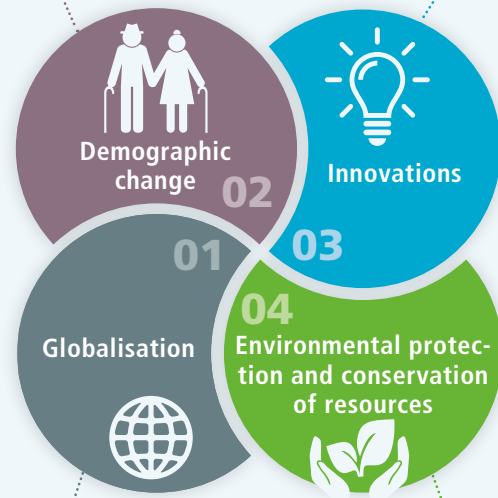 Demographic
change
02
Innovations
03
01
Globalisation
04
Environmental protec-
tion and conservation
of resources